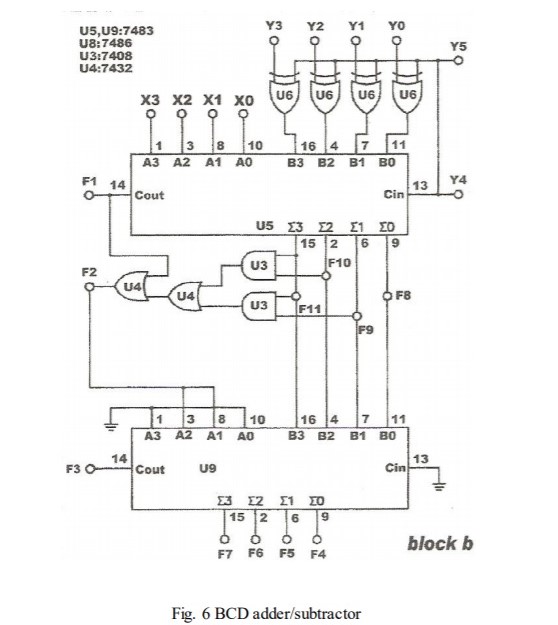 U5,U9:7483
U8:7486
U3:7408
U4:7432
Y3 Y2 Y1 Y0
Y5
U6 U6 U6 U6
X3 X2 X1 X0
1 3 8 10 16 4 7 11
A3 A2 A1 A0 B3 B2 B1 B0
F1 14 Cout Cin 13 Y4
U5 Σ3 Σ2 Σ1 Σ0
15 2 6 9
U3 F10
F2 U4 U4
U3 F11 F8
F9
1 3 8 10 16 4 7 11
A3 A2 A1 A0 B3 B2 B1 B0
F3 14 Cout U9 Cin 13
Σ3 Σ2 Σ1 Σ0
15 2 6 9
F7 F6 F5 F4
block b
Fig. 6 BCD adder/subtractor